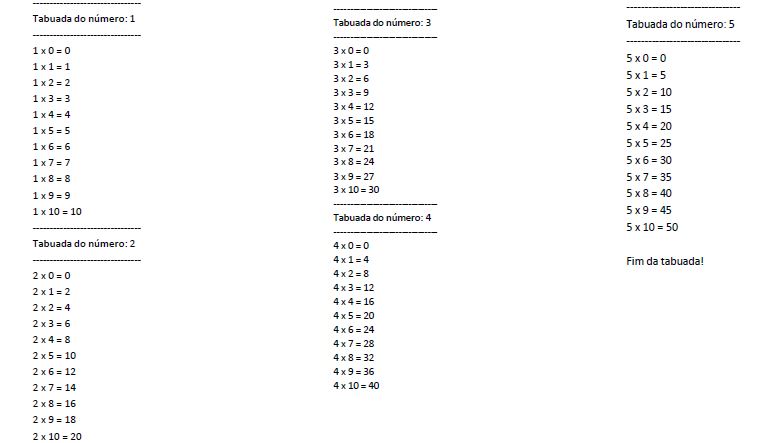 --------------------------------
Tabuada do número: 1
--------------------------------
1 x 0 = 0
1 x 1 = 1
1 x 2 = 2
1 x 3 = 3
1 x 4 = 4
1 x 5 = 5
1 x 6 = 6
1 x 7 = 7
1 x 8 = 8
1 x 9 = 9
1 x 10 = 10
--------------------------------
Tabuada do número: 2
--------------------------------
2 x 0 = 0
2 x 1 = 2
2 x 2 = 4
2 x 3 = 6
2 x 4 = 8
2 x 5 = 10
2 x 6 = 12
2 x 7 = 14
2 x 8 = 16
2 x 9 = 18
2 x 10 = 20
--------------------------------
Tabuada do número: 3
--------------------------------
3 x 0 = 0
3 x 1 = 3
3 x 2 = 6
3 x 3 = 9
3 x 4 = 12
3 x 5 = 15
3 x 6 = 18
3 x 7 = 21
3 x 8 = 24
3 x 9 = 27
3 x 10 = 30
--------------------------------
Tabuada do número: 4
--------------------------------
4 x 0 = 0
4 x 1 = 4
4 x 2 = 8
4 x 3 = 12
4 x 4 = 16
4 x 5 = 20
4 x 6 = 24
4 x 7 = 28
4 x 8 = 32
4 x 9 = 36
4 x 10 = 40
--------------------------------
Tabuada do número: 5
--------------------------------
5 x 0 = 0
5 x 1 = 5
5 x 2 = 10
5 x 3 = 15
5 x 4 = 20
5 x 5 = 25
5 x 6 = 30
5 x 7 = 35
5 x 8 = 40
5 x 9 = 45
5 x 10 = 50
Fim da tabuada!